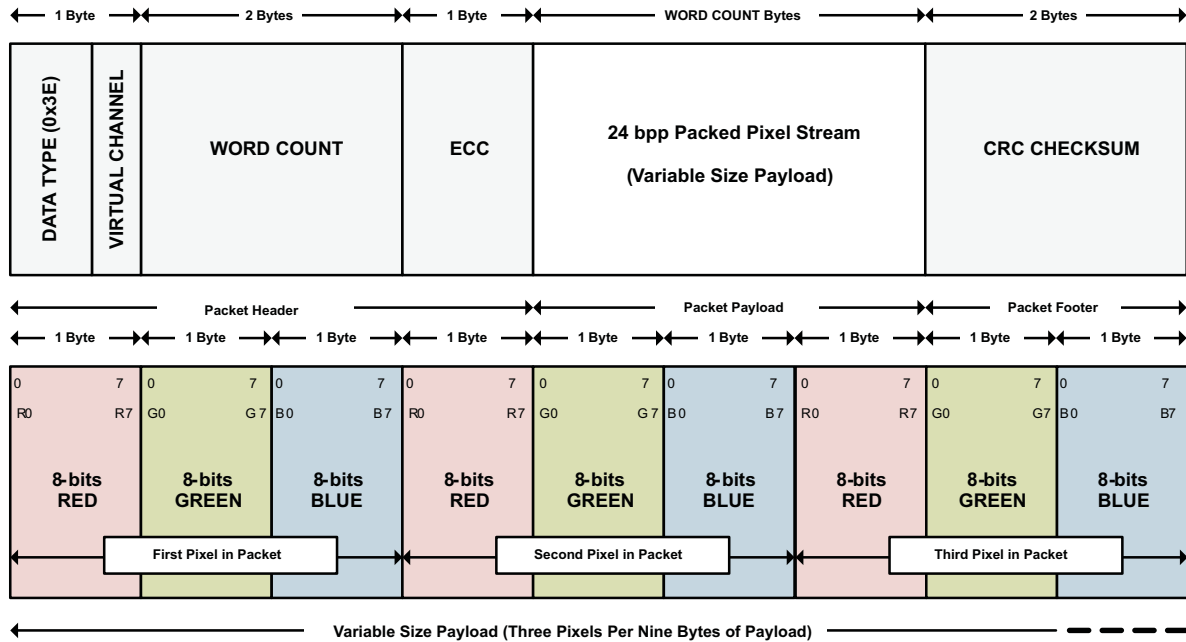 1 Byte 2 Bytes 1 Byte WORD COUNT Bytes 2 Bytes
DATA TYPE (0x3E)
VIRTUAL CHANNEL
WORD COUNT
ECC
24 bpp Packed Pixel Stream
(Variable Size Payload)
CRC CHECKSUM
Packet Header Packet Payload Packet Footer
1 Byte 1 Byte 1 Byte 1 Byte 1 Byte 1 Byte 1 Byte 1 Byte 1 Byte
0 7 0 7 0 7 0 7 0 7 0 7 0 7 0 7 0 7
R0 R7 G0 G7 B0 B7 R0 R7 G0 G7 B0 B7 R0 R7 G0 G7 B0 B7
8-bits 8-bits 8-bits 8-bits 8-bits 8-bits 8-bits 8-bits 8-bits
RED GREEN BLUE RED GREEN BLUE RED GREEN BLUE
First Pixel in Packet Second Pixel in Packet Third Pixel in Packet
Variable Size Payload (Three Pixels Per Nine Bytes of Payload)